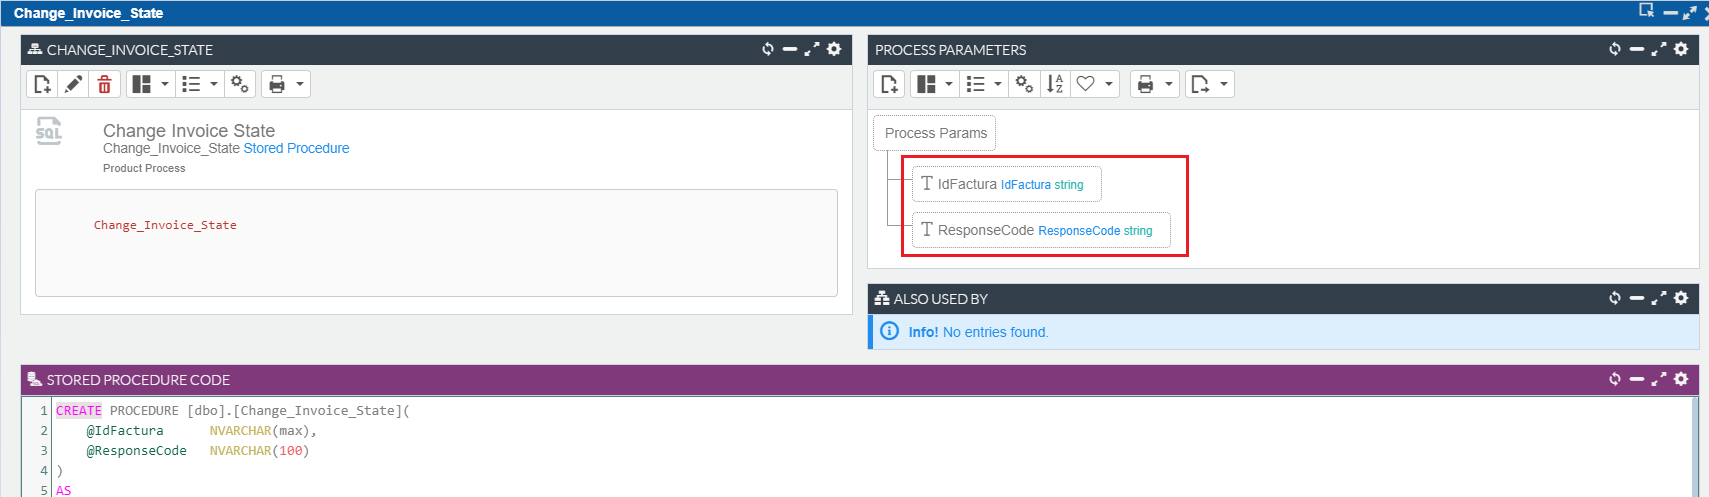 Change_Invoice_State
CHANGE_INVOICE_STATE
SQL
Change Invoice State
Change_Invoice_State Stored Procedure
Product Process
Change_Invoice_State
PROCESS PARAMETERS
A
Z
Process Params
T IdFactura IdFactura string
T ResponseCode ResponseCode string
ALSO USED BY
Info! No entries found.
STORED PROCEDURE CODE
1 CREATE PROCEDURE [dbo].[Change_Invoice_State](
2 @IdFactura NVARCHAR(max),
3 @ResponseCode NVARCHAR(100)
4 )
5 AS